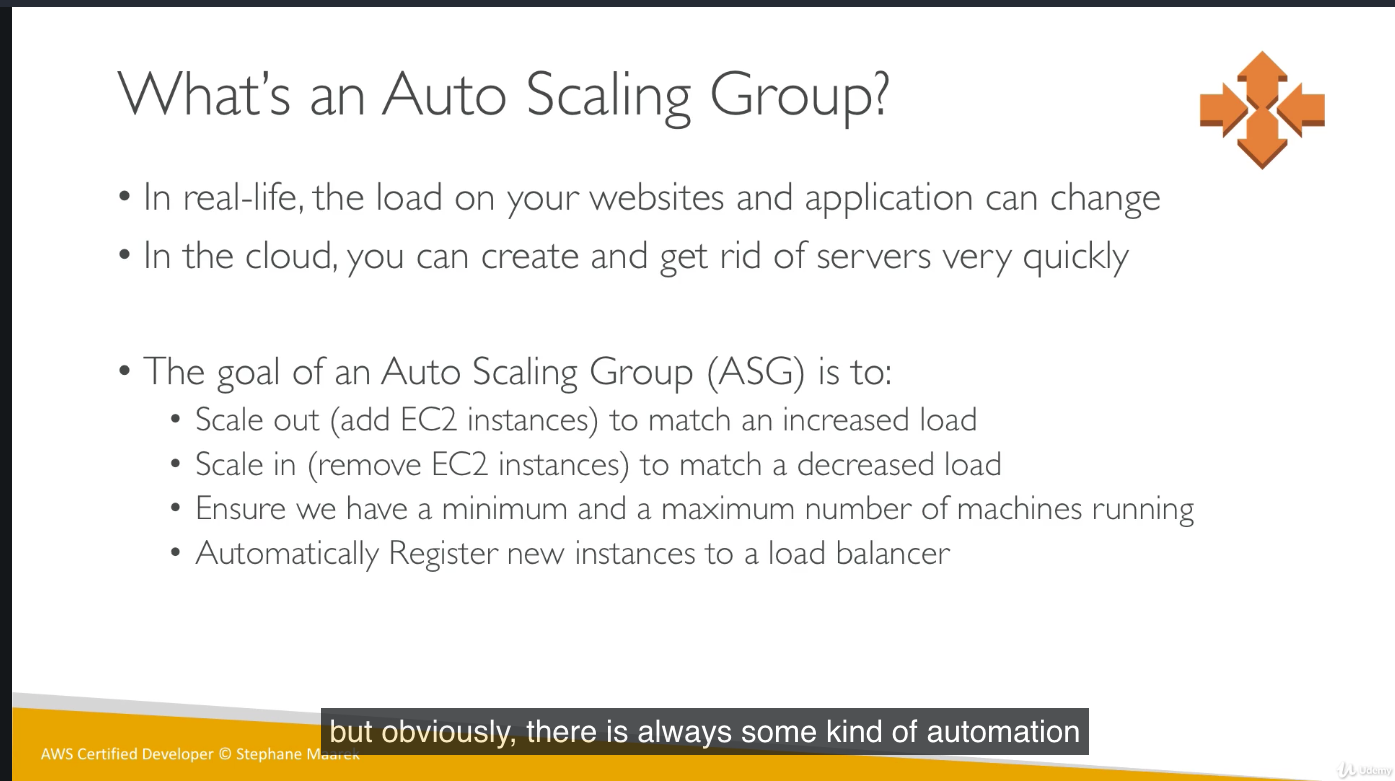 What's an Auto Scaling Group?
• In real-life, the load on your websites and application can change
• In the cloud, you can create and get rid of servers very quickly
• The goal of an Auto Scaling Group (ASG) is to:
• Scale out (add EC2 instances) to match an increased load
• Scale in (remove EC2 instances) to match a decreased load
• Ensure we have a minimum and a maximum number of machines running
• Automatically Register new instances to a load balancer
but obviously, there is always some kind of automation
AWS Certified Developer © Stephane Maarek
Udemy